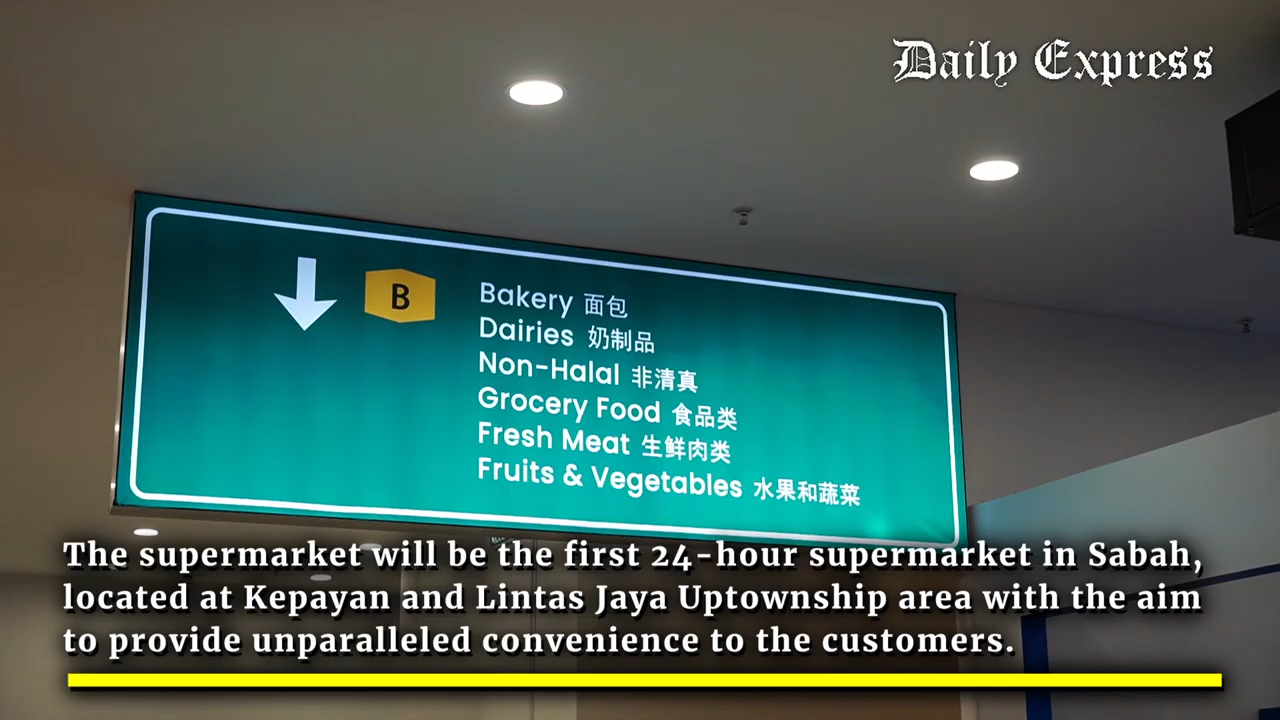 Daily Express
B
Bakery 面包
Dairies 奶制品
Non-Halal 非清真
Grocery Food 食品类
Fresh Meat 生鲜肉类
Fruits & Vegetables 水果和蔬菜
The supermarket will be the first 24-hour supermarket in Sabah,
located at Kepayan and Lintas Jaya Uptownship area with the aim
to provide unparalleled convenience to the customers.